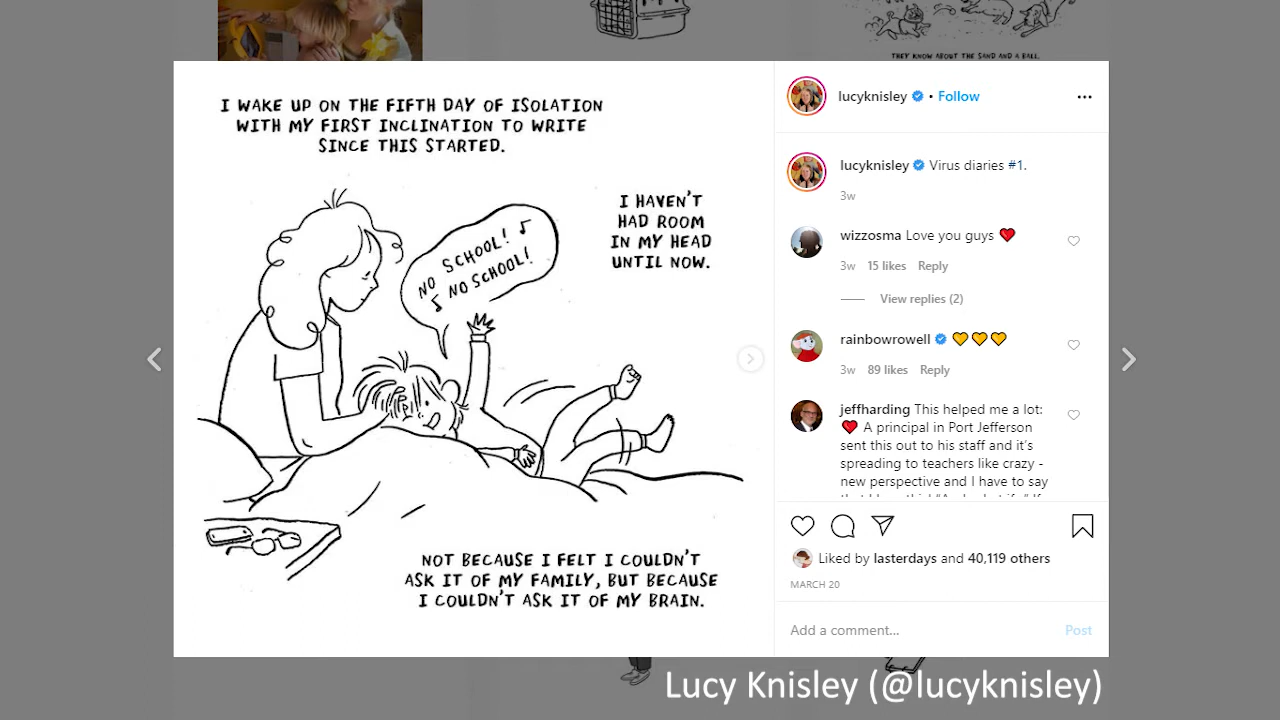 THEY KNOW ABOUT THE SAND AND A BALL.
I WAKE UP ON THE FIFTH DAY OF ISOLATION
WITH MY FIRST INCLINATION TO WRITE
SINCE THIS STARTED.
I HAVEN'T
HAD ROOM
IN MY HEAD
UNTIL NOW.
NO SCHOOL! ♪
♪ NO SCHOOL!
NOT BECAUSE I FELT I COULDN'T
ASK IT OF MY FAMILY, BUT BECAUSE
I COULDN'T ASK IT OF MY BRAIN.
lucyknisley • Follow
lucyknisley Virus diaries #1.
3w
wizzosma Love you guys ❤️
3w 15 likes Reply
View replies (2)
rainbowrowell 💛💛💛
3w 89 likes Reply
jeffharding This helped me a lot:
❤️ A principal in Port Jefferson
sent this out to his staff and it's
spreading to teachers like crazy -
new perspective and I have to say
Liked by lasterdays and 40,119 others
MARCH 20
Add a comment... Post
Lucy Knisley (@lucyknisley)